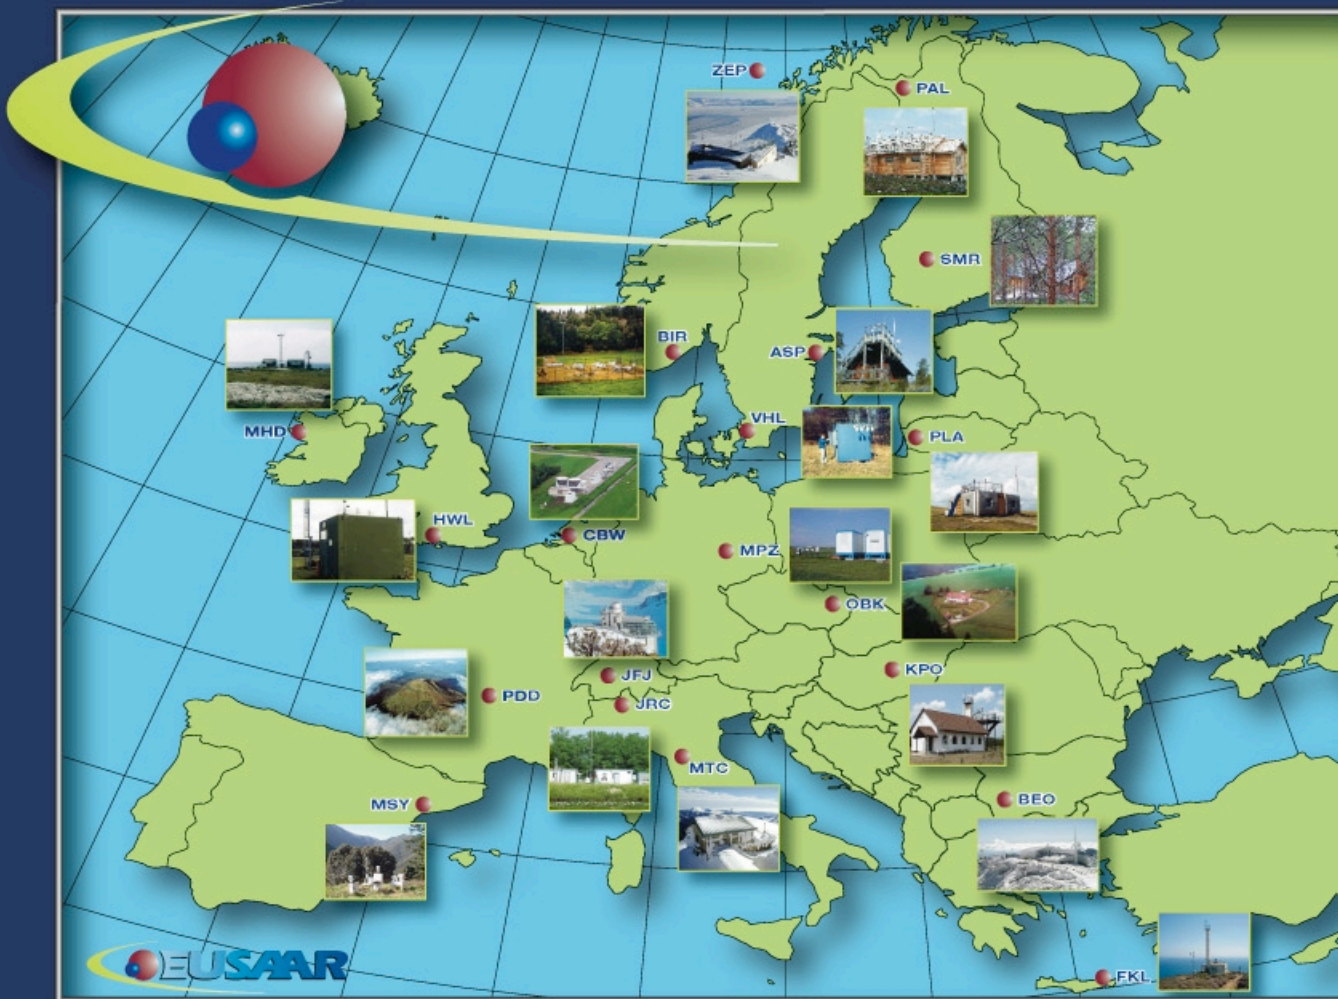 ZEP
PAL
SMR
BIR
ASP
MHD
VHL
PLA
HWL
CBW
MPZ
OBK
JFJ
KPO
PDD
JRC
MTC
MSY
BEO
EUSAAR
FKL